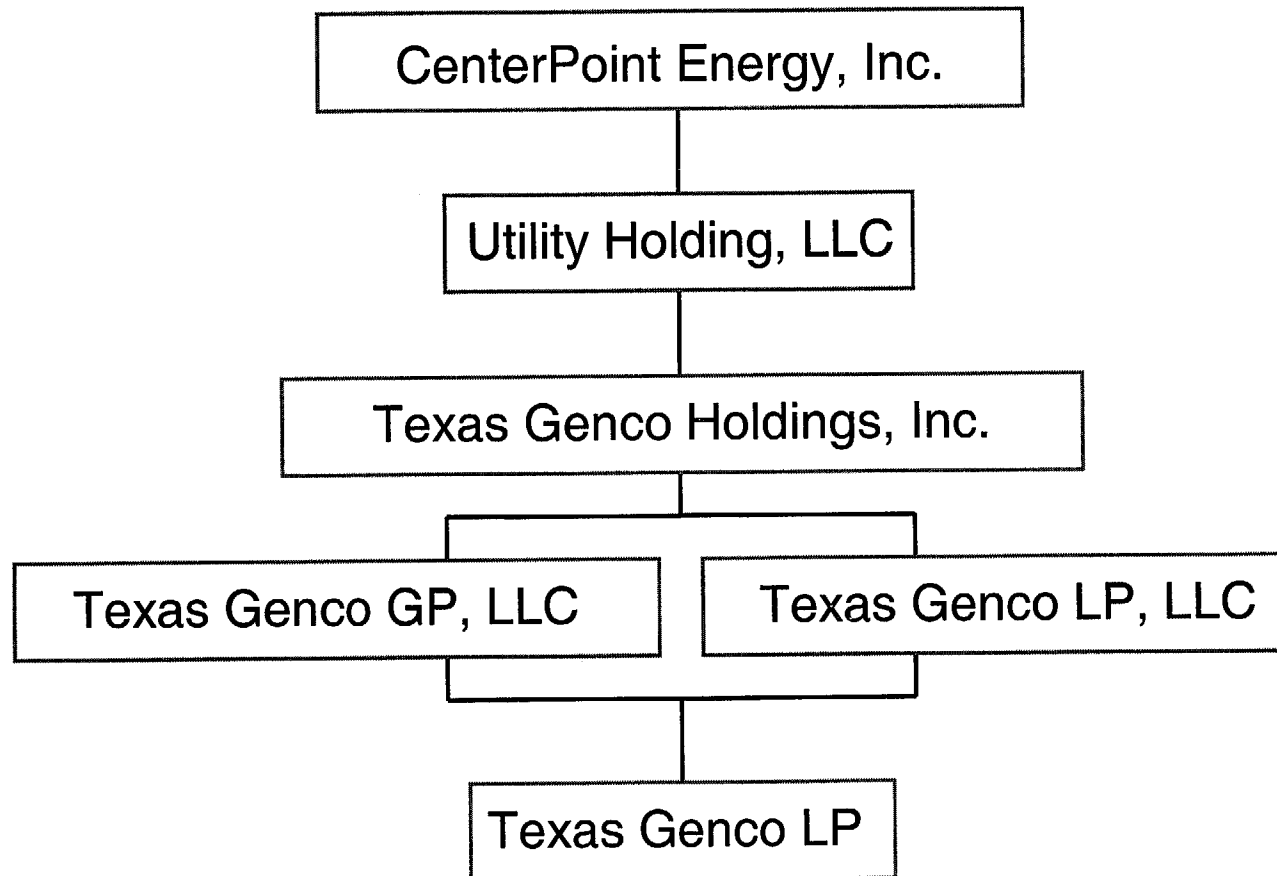 CenterPoint Energy, Inc.
Utility Holding, LLC
Texas Genco Holdings, Inc.
Texas Genco GP, LLC
Texas Genco LP, LLC
Texas Genco LP